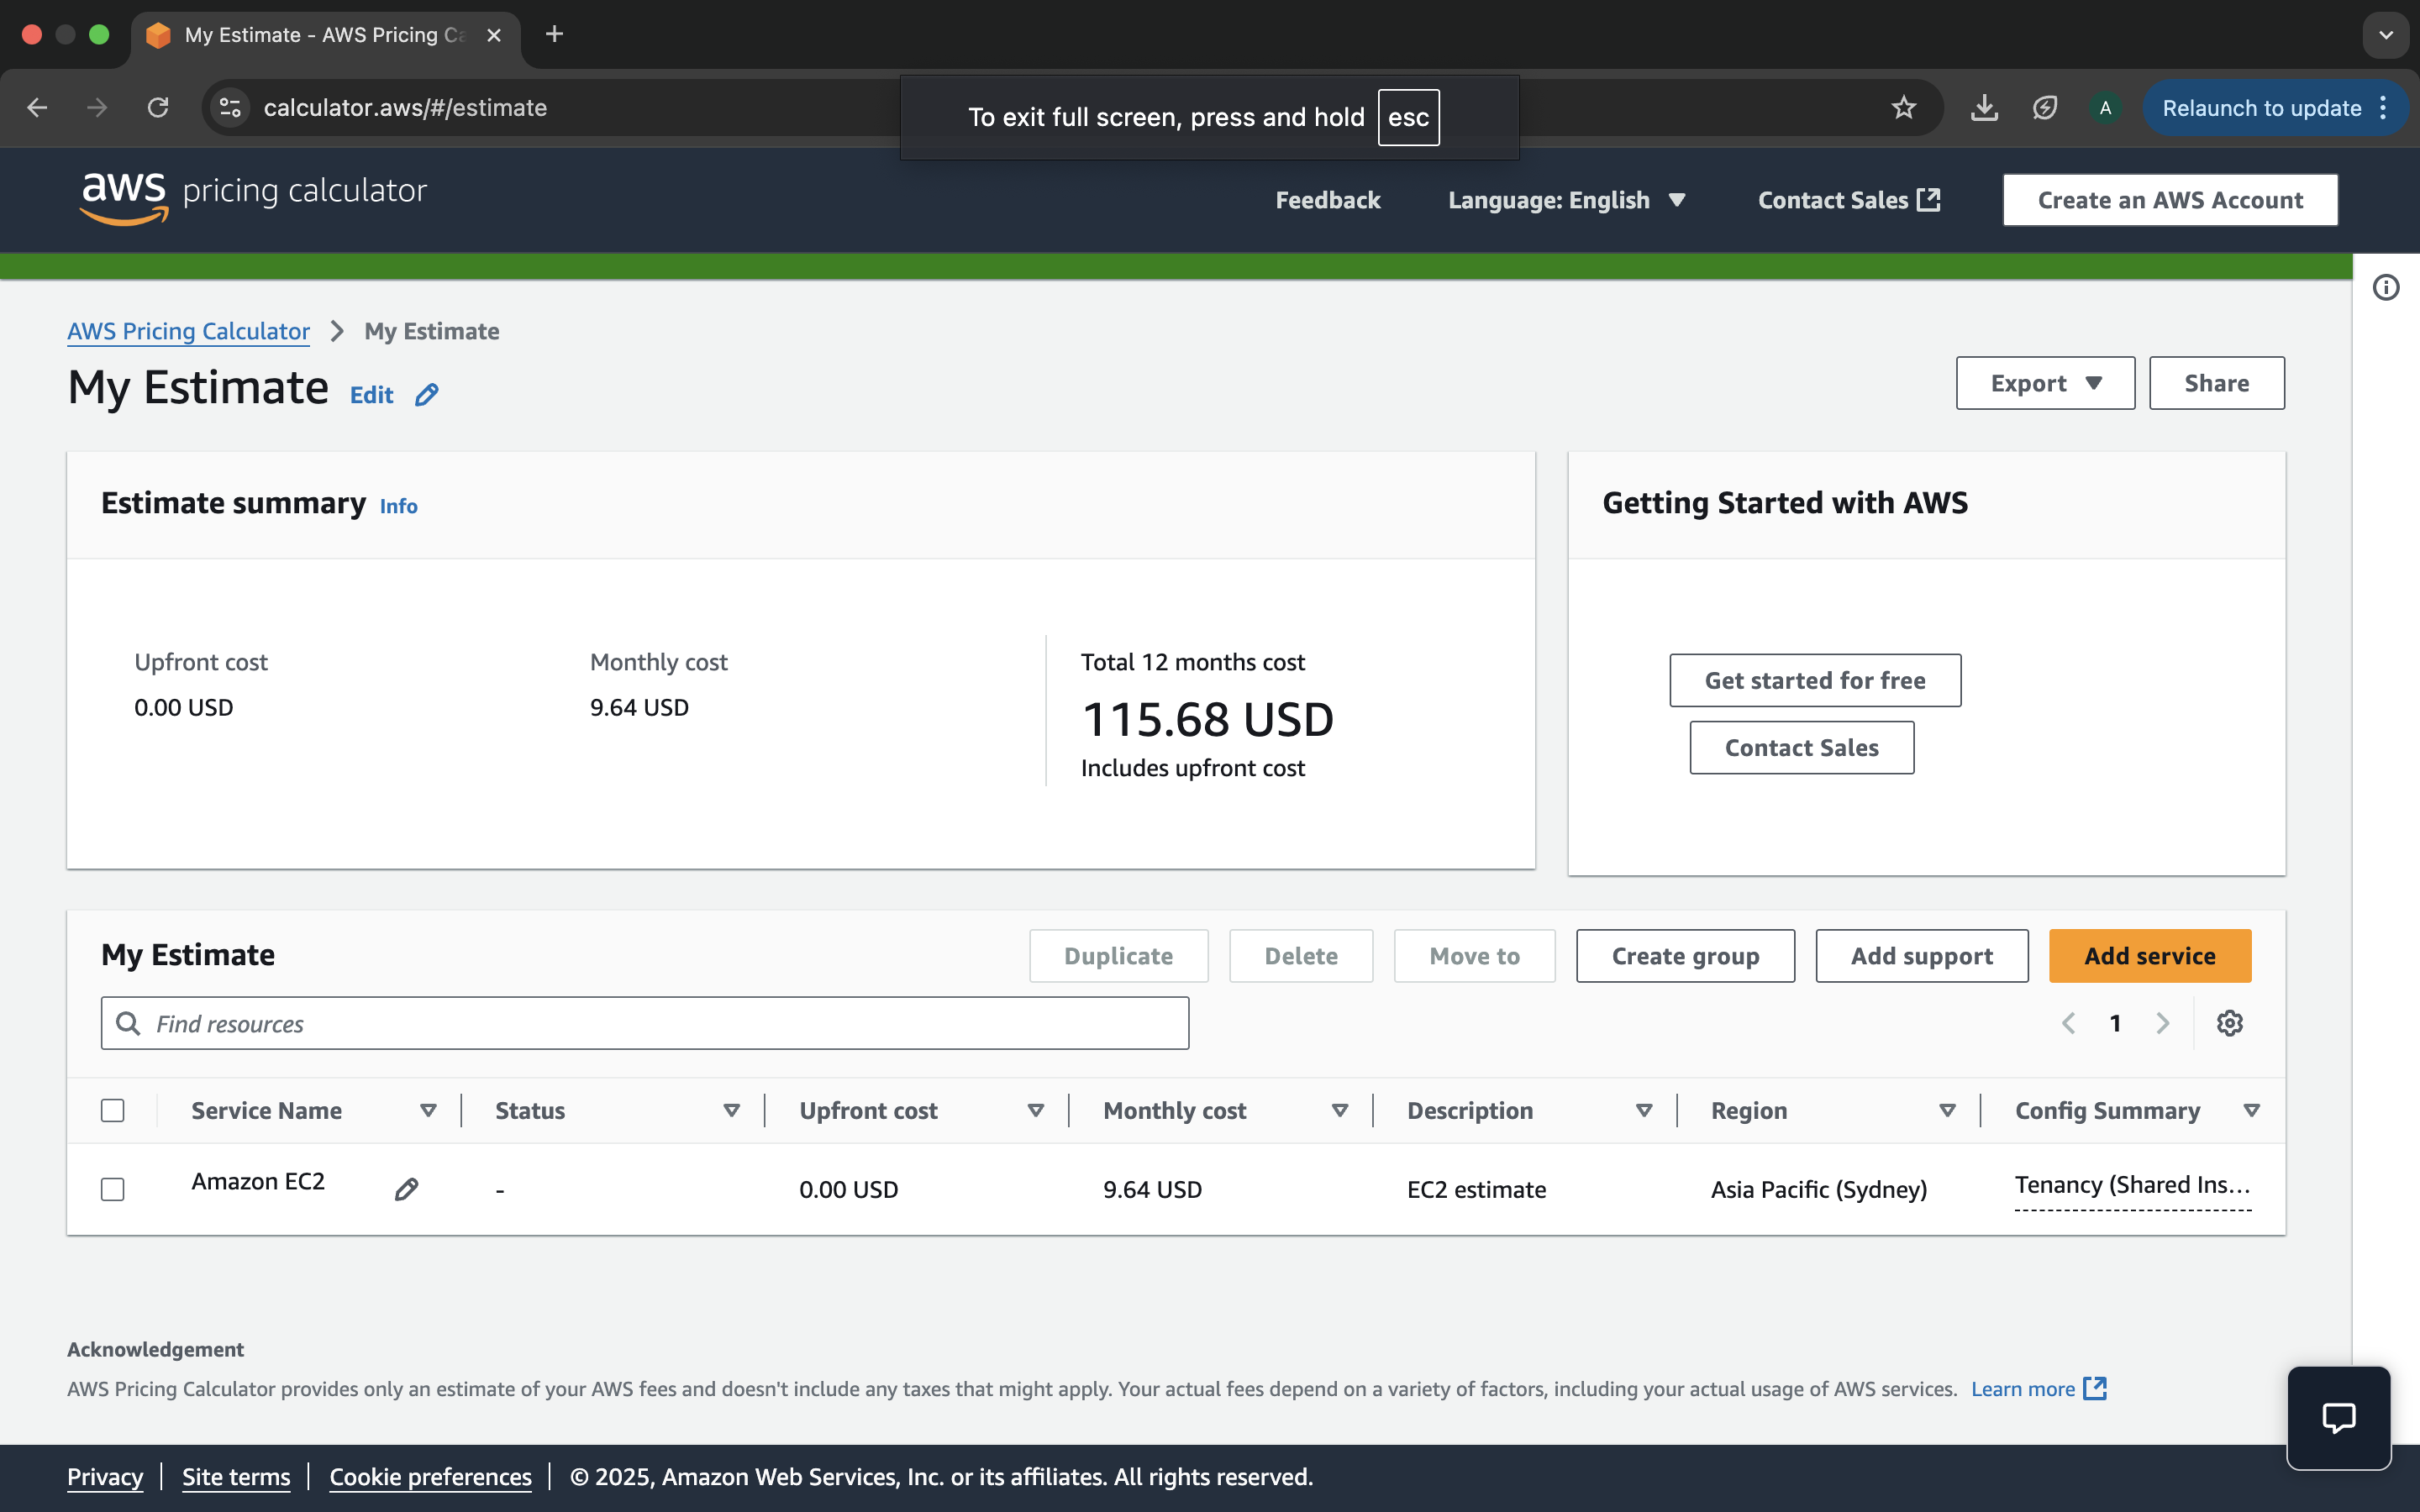 My Estimate - AWS Pricing Ca
calculator.aws/#/estimate
To exit full screen, press and hold esc
A
Relaunch to update
aws pricing calculator
Feedback
Language: English
Contact Sales
Create an AWS Account
AWS Pricing Calculator > My Estimate
My Estimate Edit
Export
Share
Estimate summary Info
Upfront cost
0.00 USD
Monthly cost
9.64 USD
Total 12 months cost
115.68 USD
Includes upfront cost
Getting Started with AWS
Get started for free
Contact Sales
My Estimate
Duplicate
Delete
Move to
Create group
Add support
Add service
Find resources
1
Service Name Status Upfront cost Monthly cost Description Region Config Summary
Amazon EC2 - 0.00 USD 9.64 USD EC2 estimate Asia Pacific (Sydney) Tenancy (Shared Ins...
Acknowledgement
AWS Pricing Calculator provides only an estimate of your AWS fees and doesn't include any taxes that might apply. Your actual fees depend on a variety of factors, including your actual usage of AWS services. Learn more
Privacy | Site terms | Cookie preferences | © 2025, Amazon Web Services, Inc. or its affiliates. All rights reserved.